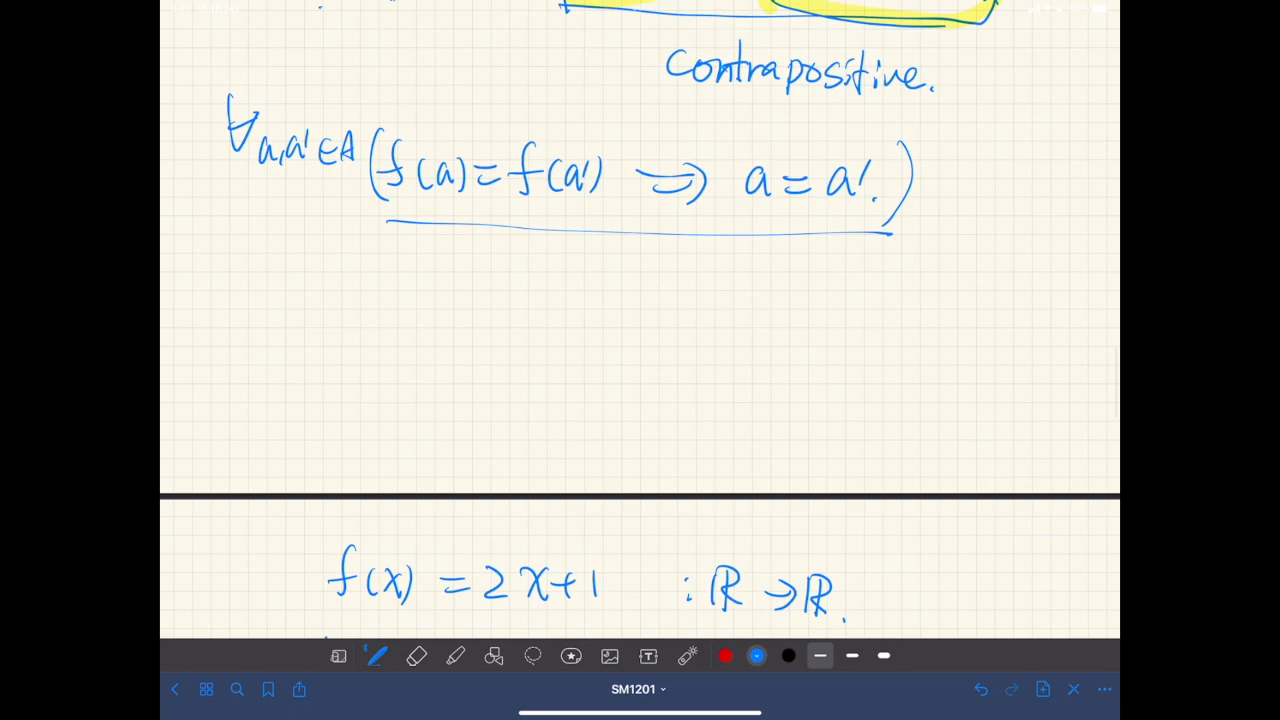 Contrapositive.
∀a,a'∈A (f(a)=f(a') ⟹ a=a'.)
f(x) = 2x+1 : ℝ → ℝ.
SM1201